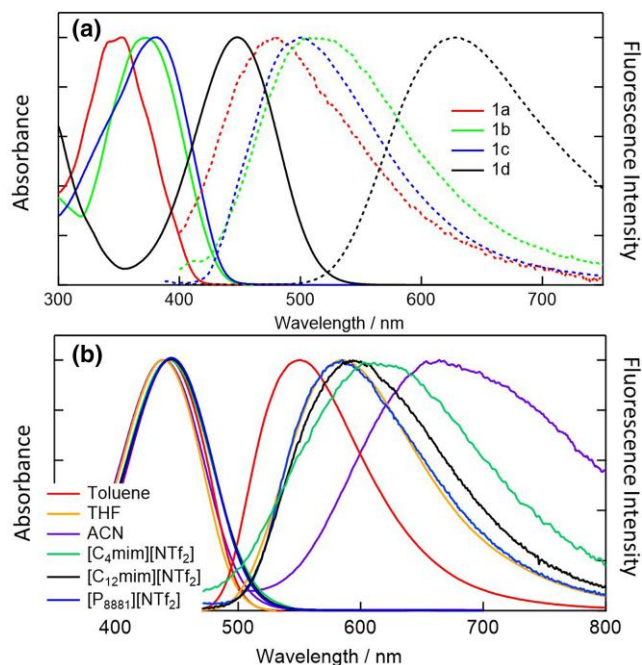 (a)
Absorbance
Fluorescence Intensity
1a
1b
1c
1d
300 400 500 600 700
Wavelength / nm
(b)
Absorbance
Fluorescence Intensity
Toluene
THF
ACN
[C₄mim][NTf₂]
[C₁₂mim][NTf₂]
[P₈₈₈₁][NTf₂]
400 500 600 700 800
Wavelength / nm